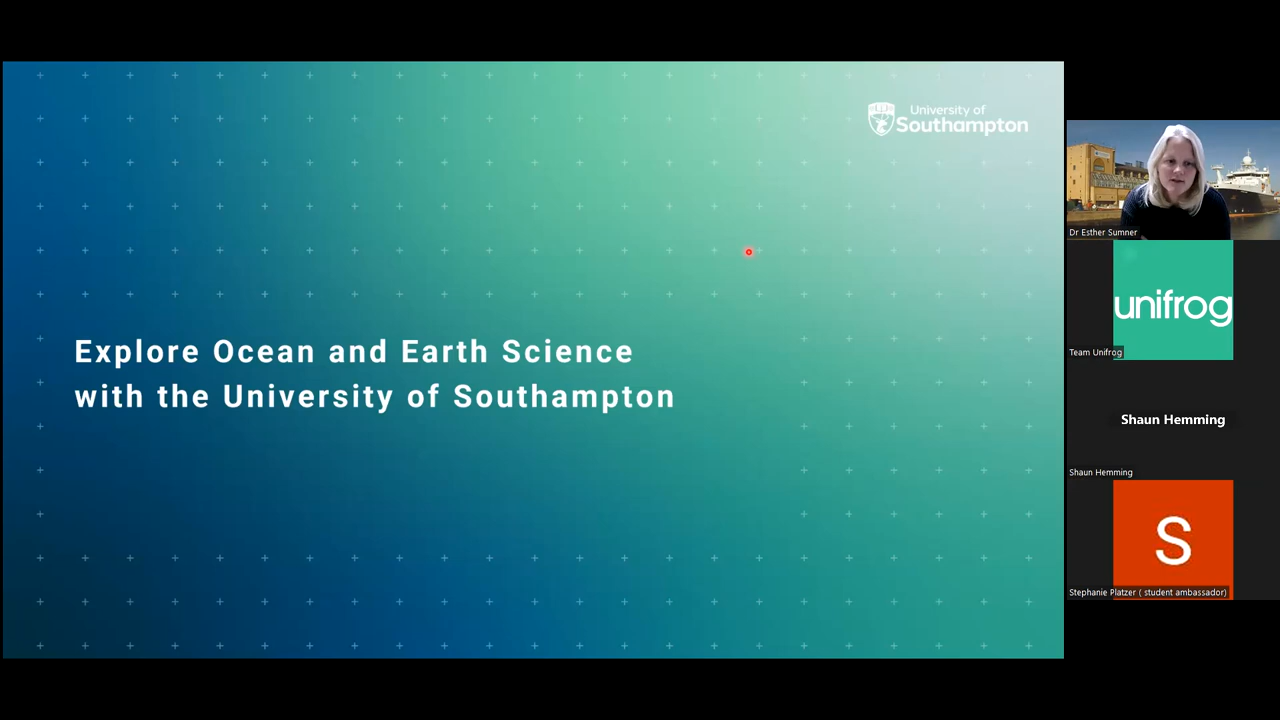 University of
Southampton
Explore Ocean and Earth Science
with the University of Southampton
Dr Esther Sumner
unifrog
Team Unifrog
Shaun Hemming
Shaun Hemming
S
Stephanie Platzer ( student ambassador)